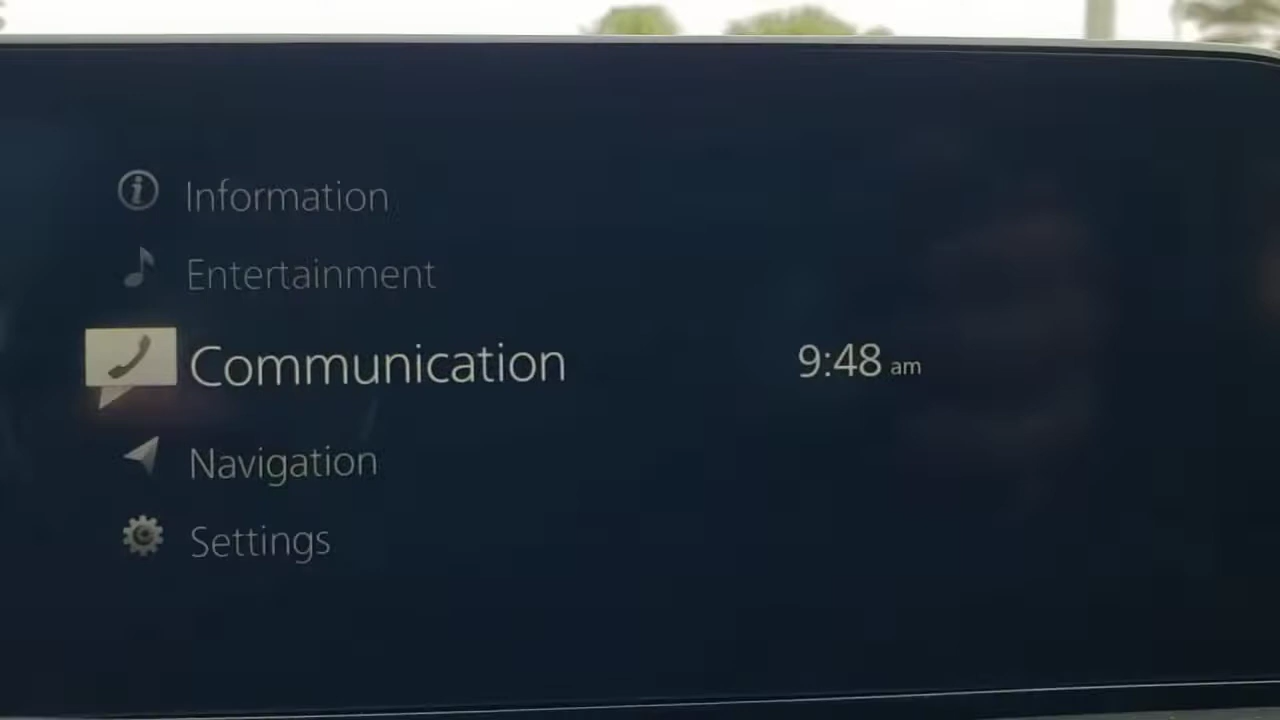 Information
Entertainment
Communication
9:48 am
Navigation
Settings